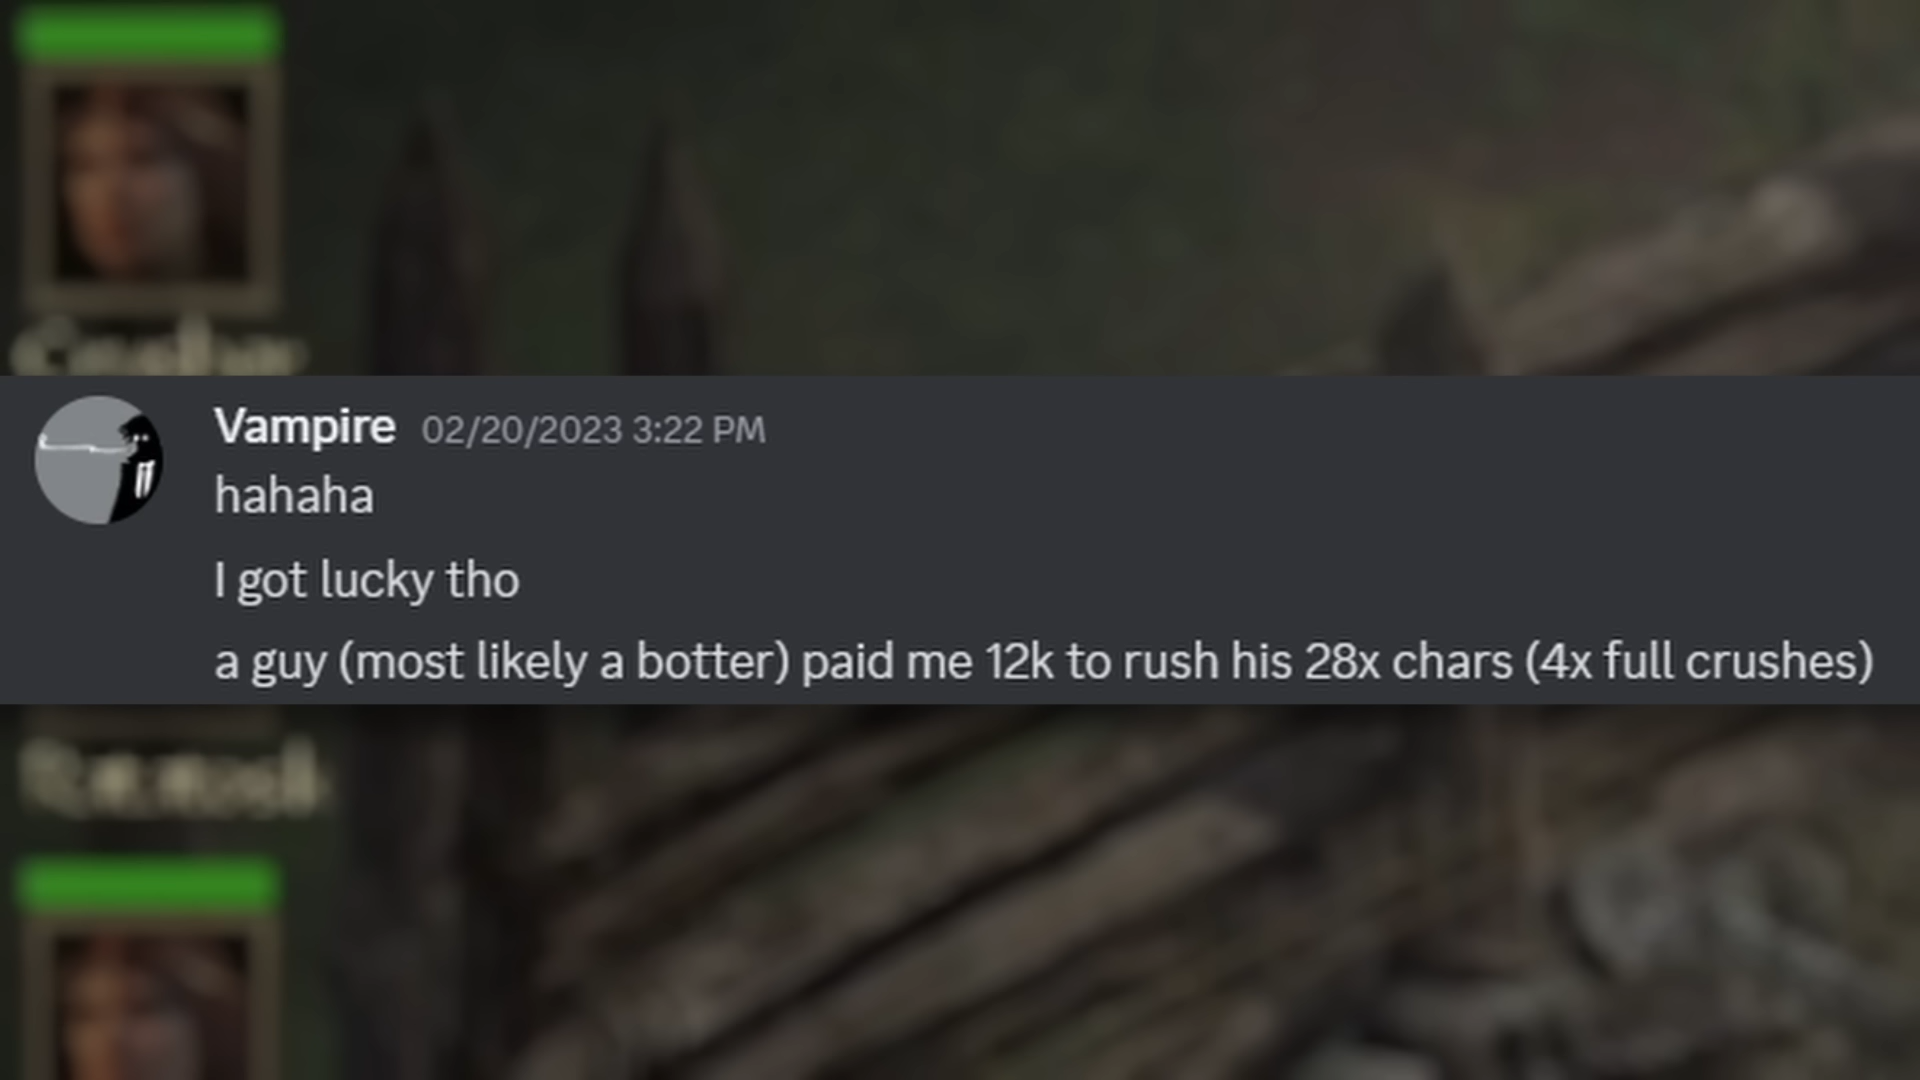 Vampire 02/20/2023 3:22 PM
hahaha
I got lucky tho
a guy (most likely a botter) paid me 12k to rush his 28x chars (4x full crushes)